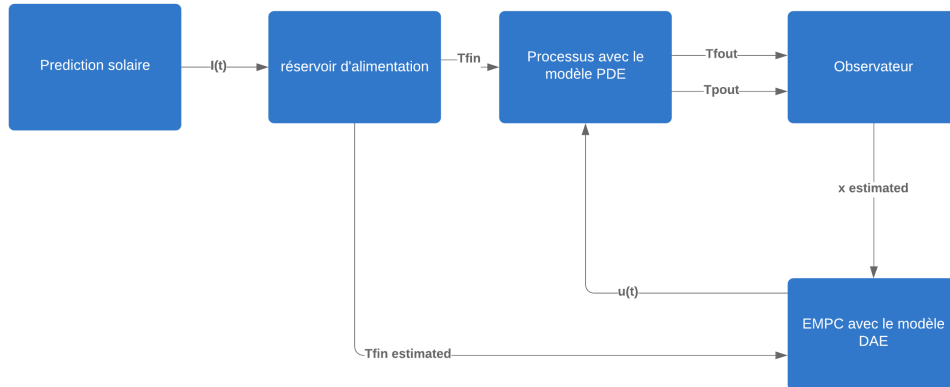 Prediction solaire
I(t)
réservoir d'alimentation
Tfin
Processus avec le
modèle PDE
Tfout
Tpout
Observateur
x estimated
u(t)
EMPC avec le modèle
DAE
Tfin estimated